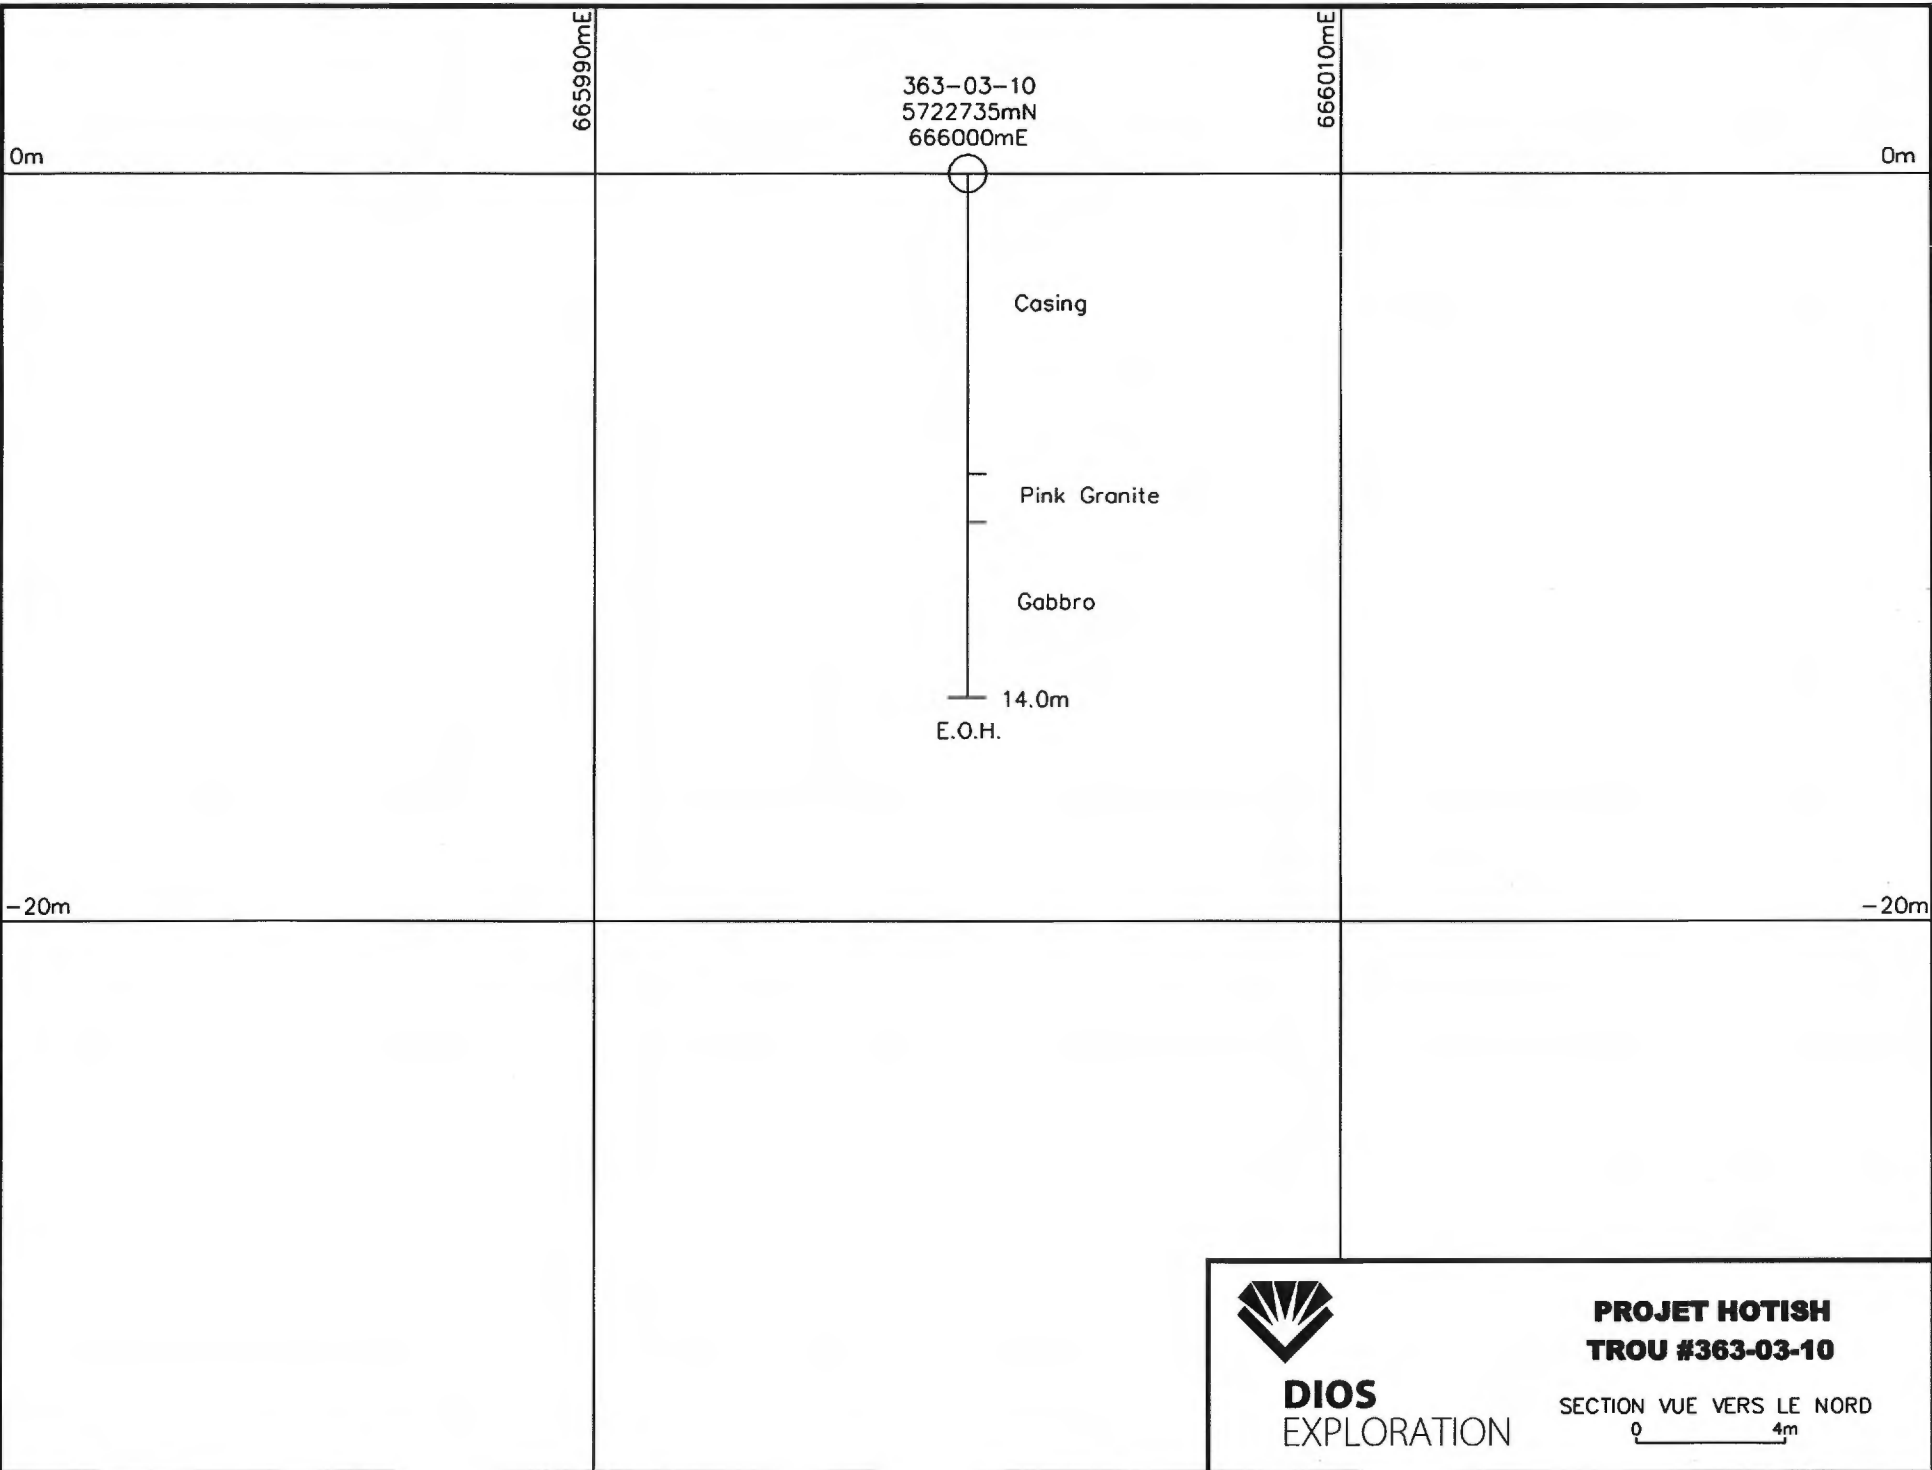 665990mE
666010mE
363-03-10
5722735mN
666000mE
0m
0m
Casing
Pink Granite
Gabbro
14.0m
E.O.H.
-20m
-20m
PROJET HOTISH
TROU #363-03-10
DIOS
EXPLORATION
SECTION VUE VERS LE NORD
0 4m